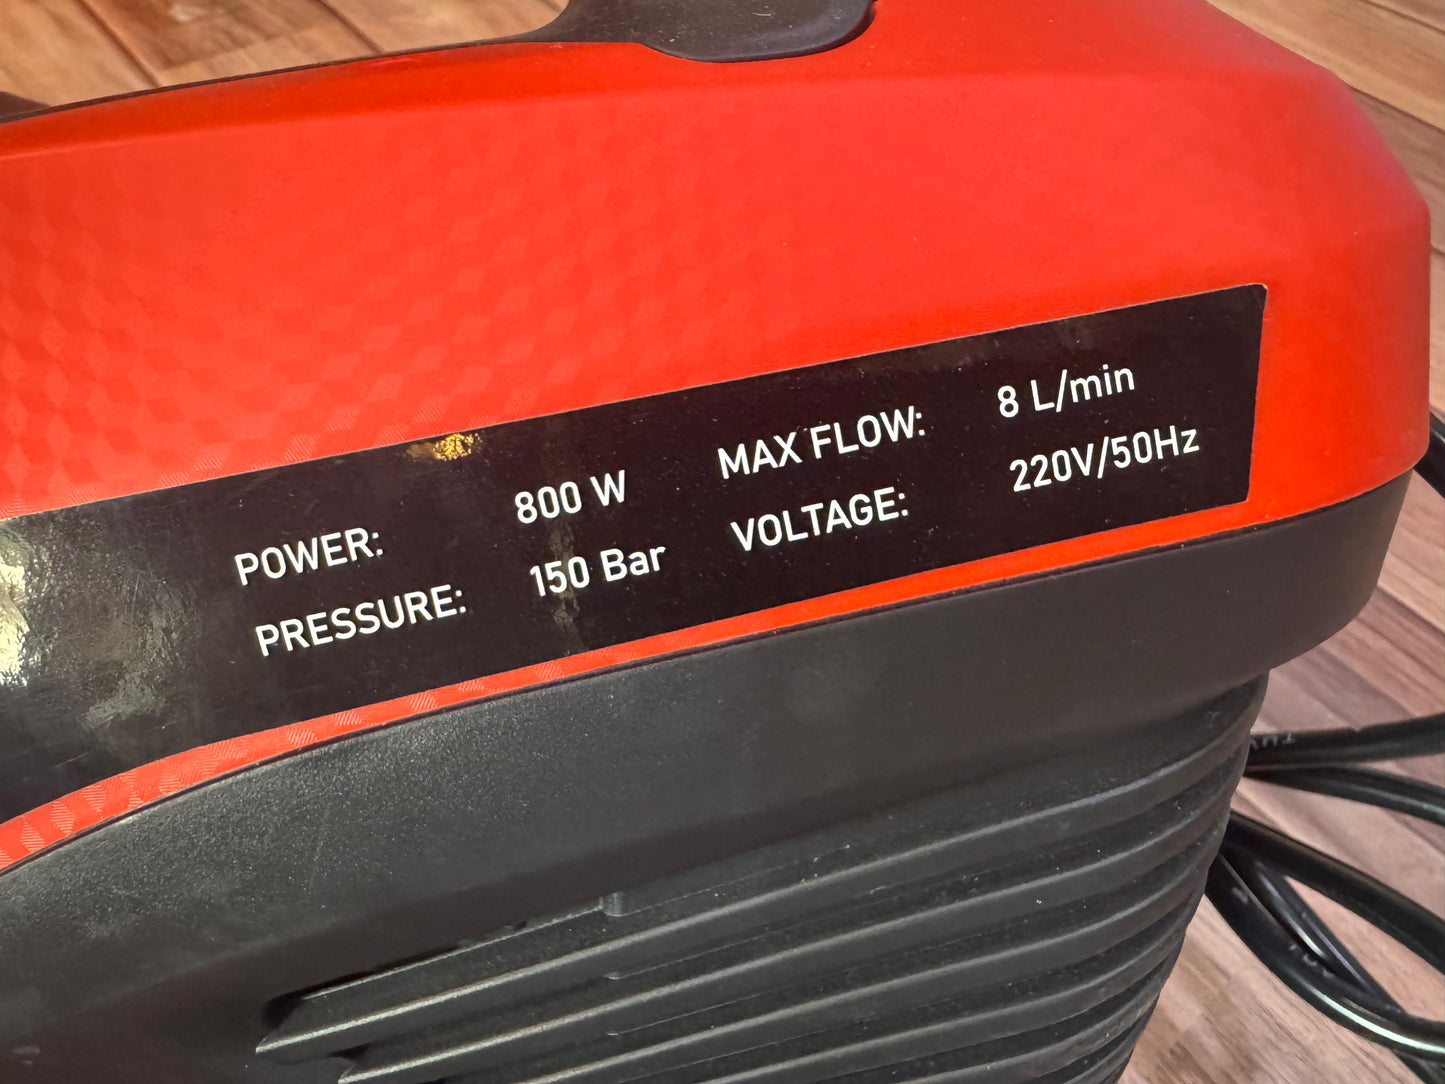 POWER: 800 W MAX FLOW: 8 L/min
PRESSURE: 150 Bar VOLTAGE: 220V/50Hz